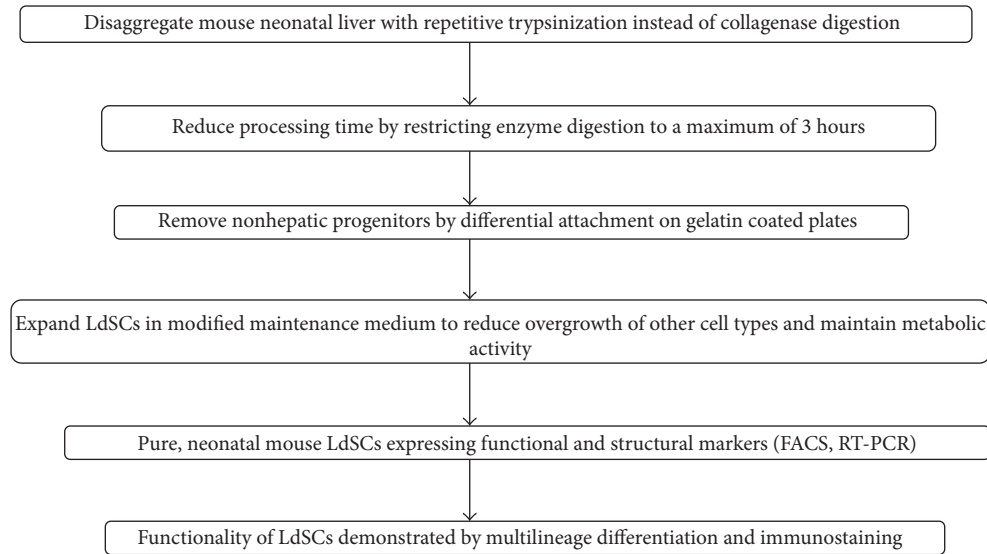 Disaggregate mouse neonatal liver with repetitive trypsinization instead of collagenase digestion
Reduce processing time by restricting enzyme digestion to a maximum of 3 hours
Remove nonhepatic progenitors by differential attachment on gelatin coated plates
Expand LdSCs in modified maintenance medium to reduce overgrowth of other cell types and maintain metabolic
activity
Pure, neonatal mouse LdSCs expressing functional and structural markers (FACS, RT-PCR)
Functionality of LdSCs demonstrated by multilineage differentiation and immunostaining